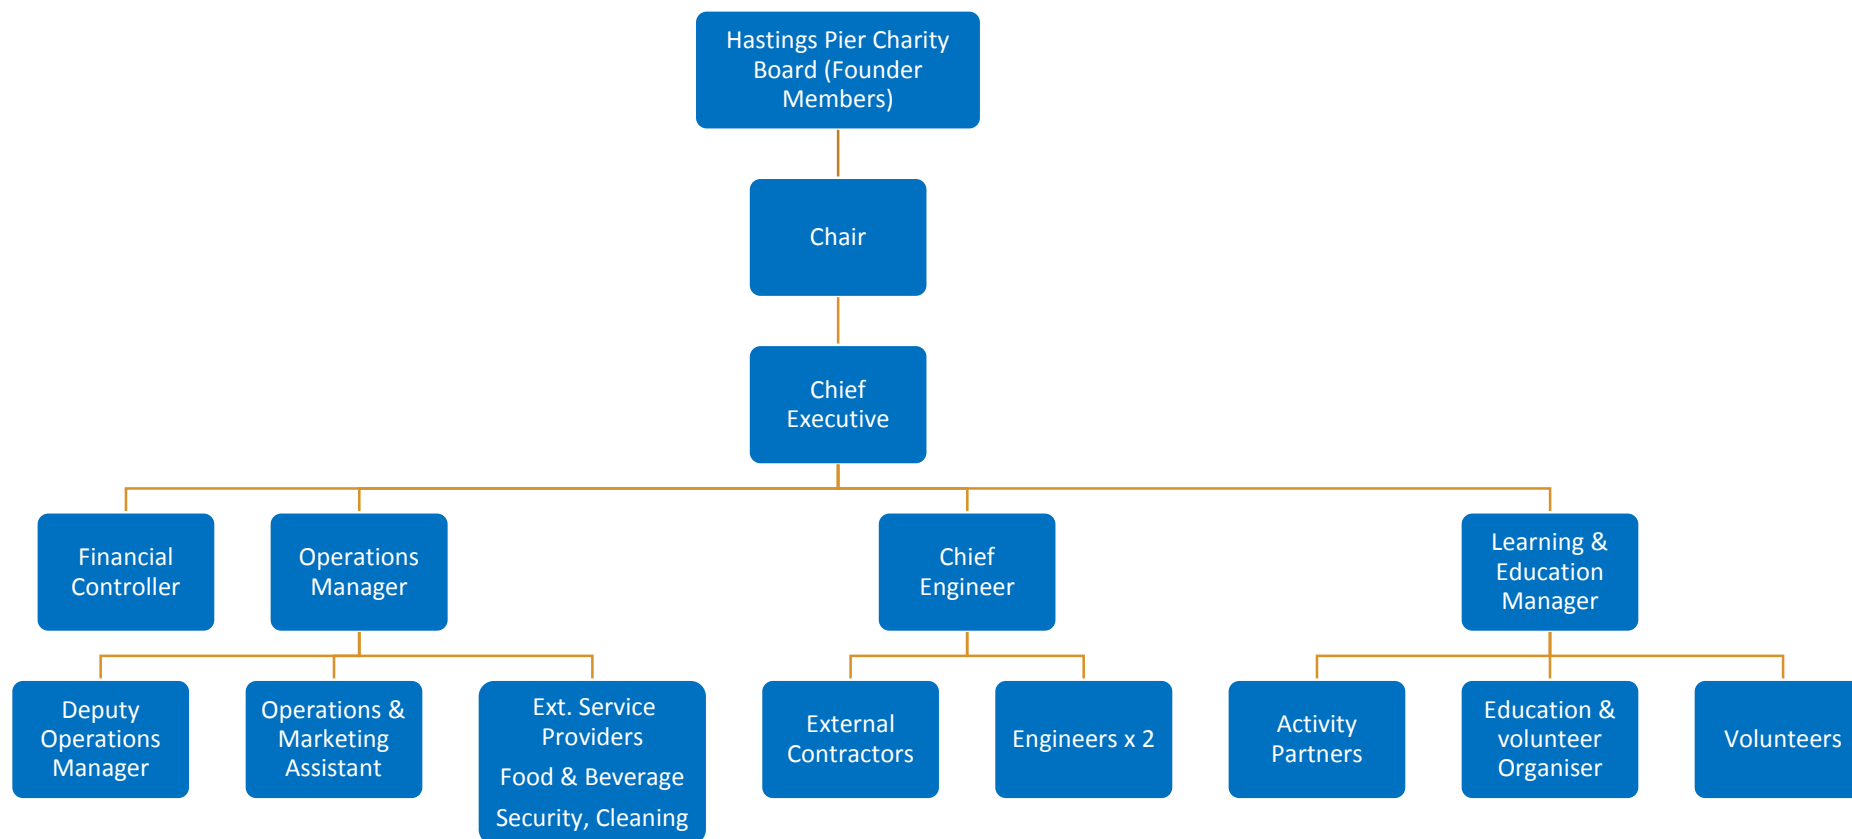 Hastings Pier Charity
Board (Founder
Members)
Chair
Chief
Executive
Financial
Controller
Operations
Manager
Chief
Engineer
Learning &
Education
Manager
Deputy
Operations
Manager
Operations &
Marketing
Assistant
Ext. Service
Providers
Food & Beverage
Security, Cleaning
External
Contractors
Engineers x 2
Activity
Partners
Education &
volunteer
Organiser
Volunteers